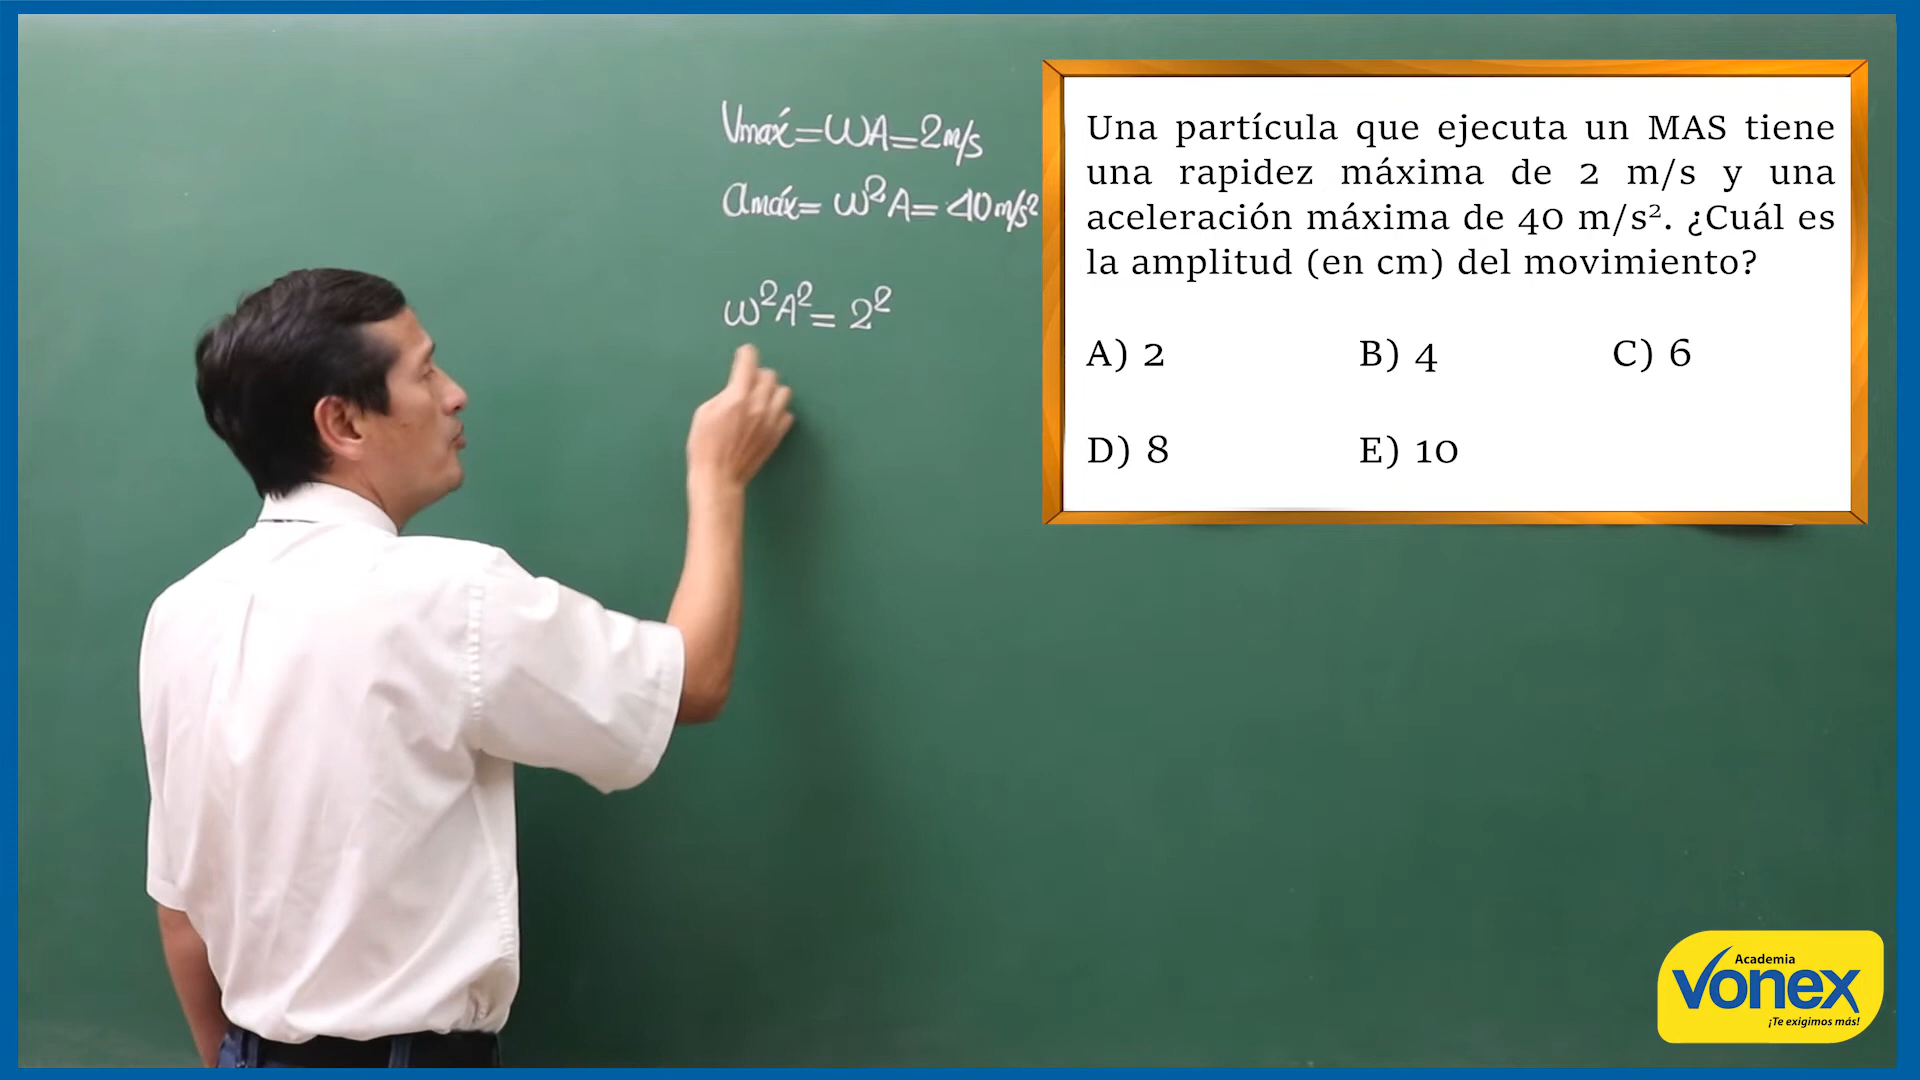 Vmáx=ωA=2m/s
amáx=ω²A=40m/s²
ω²A²=2²
Una partícula que ejecuta un MAS tiene
una rapidez máxima de 2 m/s y una
aceleración máxima de 40 m/s². ¿Cuál es
la amplitud (en cm) del movimiento?
A) 2 B) 4 C) 6
D) 8 E) 10
Academia
vonex
¡Te exigimos más!